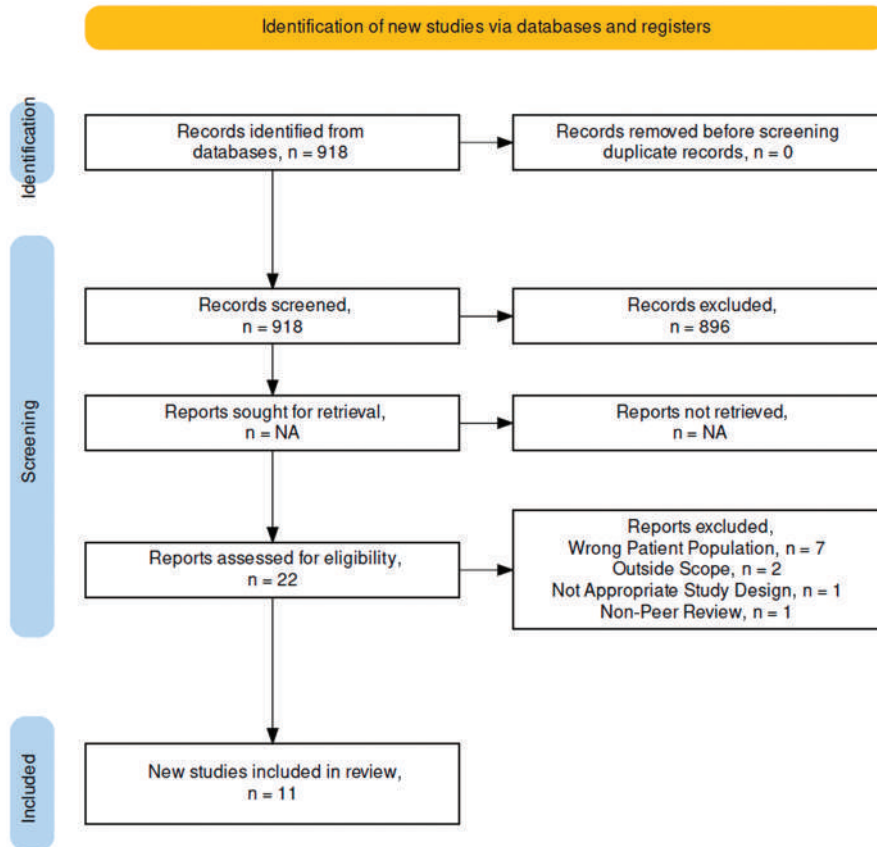 Identification of new studies via databases and registers
Identification
Records identified from
databases, n = 918
Records removed before screening
duplicate records, n = 0
Screening
Records screened,
n = 918
Records excluded,
n = 896
Reports sought for retrieval,
n = NA
Reports not retrieved,
n = NA
Reports assessed for eligibility,
n = 22
Reports excluded,
Wrong Patient Population, n = 7
Outside Scope, n = 2
Not Appropriate Study Design, n = 1
Non-Peer Review, n = 1
Included
New studies included in review,
n = 11